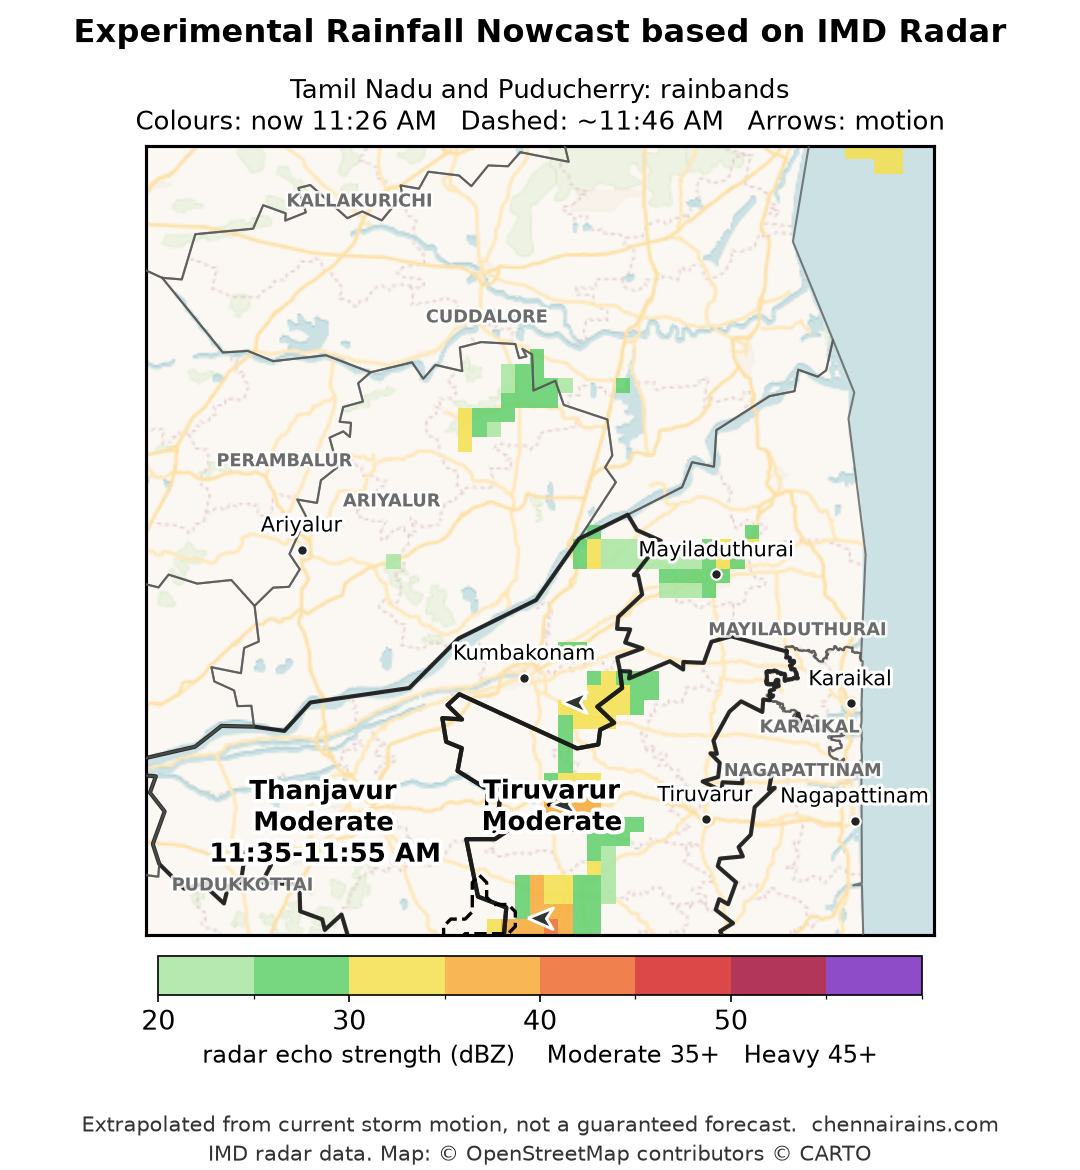 Experimental Rainfall Nowcast based on IMD Radar
Tamil Nadu and Puducherry: rainbands
Colours: now 11:26 AM   Dashed: ~11:46 AM   Arrows: motion
KALLAKURICHI
CUDDALORE
PERAMBALUR
ARIYALUR
Ariyalur
Mayiladuthurai
MAYILADUTHURAI
Kumbakonam
Karaikal
KARAIKAL
NAGAPATTINAM
Thanjavur
Moderate
11:35-11:55 AM
Tiruvarur
Moderate
Tiruvarur
Nagapattinam
PUDUKKOTTAI
20 30 40 50
radar echo strength (dBZ)    Moderate 35+   Heavy 45+
Extrapolated from current storm motion, not a guaranteed forecast.  chennairains.com
IMD radar data. Map: © OpenStreetMap contributors © CARTO